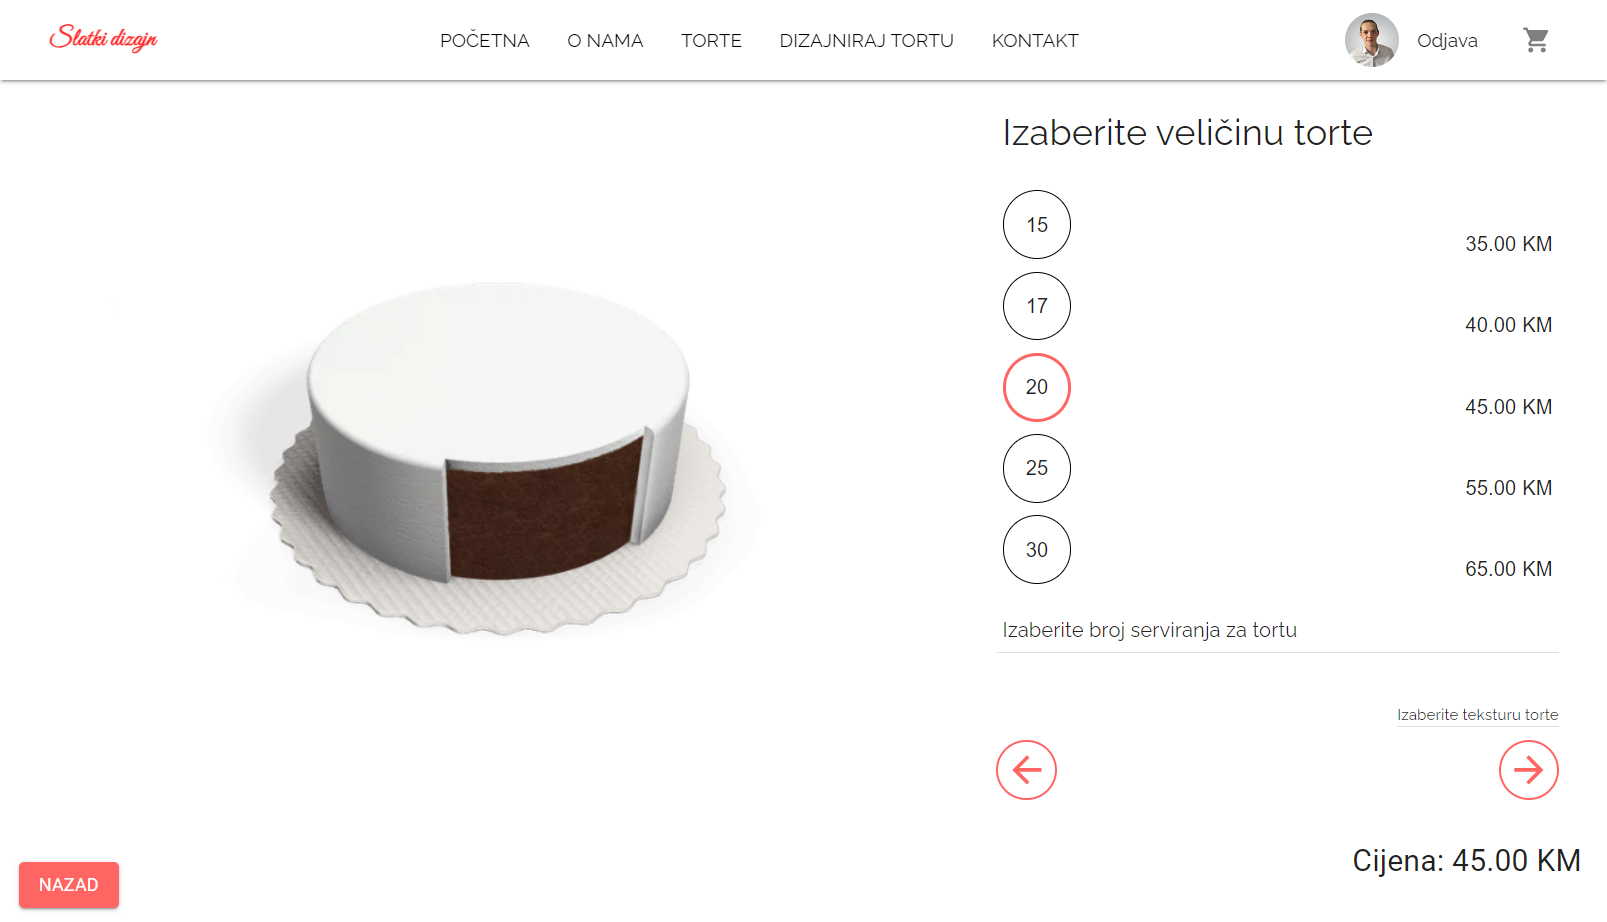 Slatki dizajn
POČETNA O NAMA TORTE DIZAJNIRAJ TORTU KONTAKT
Odjava
Izaberite veličinu torte
15
35.00 KM
17
40.00 KM
20
45.00 KM
25
55.00 KM
30
65.00 KM
Izaberite broj serviranja za tortu
Izaberite teksturu torte
Cijena: 45.00 KM
NAZAD